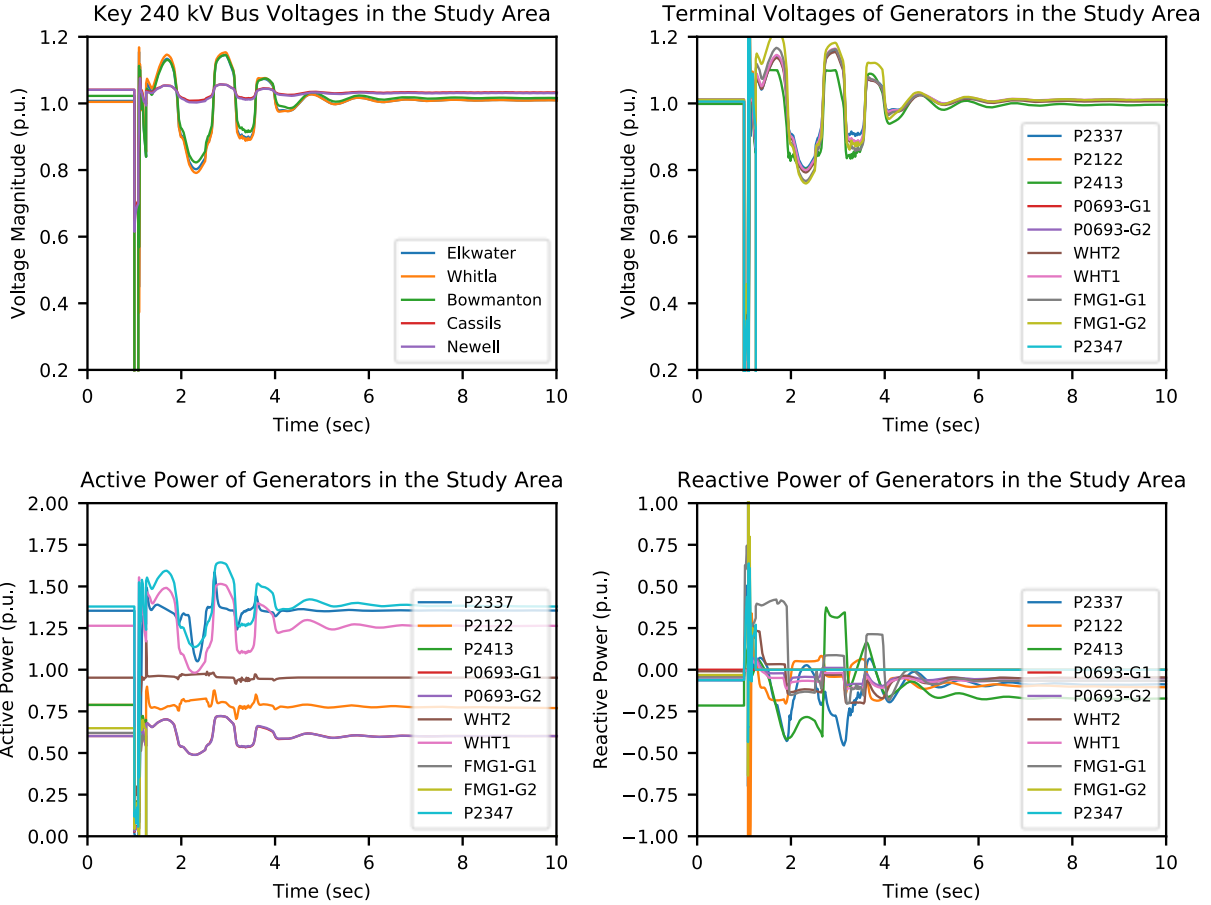 Key 240 kV Bus Voltages in the Study Area
1.2
1.0
0.8
0.6
0.4
0.2
Voltage Magnitude (p.u.)
Elkwater
Whitla
Bowmanton
Cassils
Newell
0 2 4 6 8 10
Time (sec)
Terminal Voltages of Generators in the Study Area
1.2
1.0
0.8
0.6
0.4
0.2
Voltage Magnitude (p.u.)
P2337
P2122
P2413
P0693-G1
P0693-G2
WHT2
WHT1
FMG1-G1
FMG1-G2
P2347
0 2 4 6 8 10
Time (sec)
Active Power of Generators in the Study Area
2.00
1.75
1.50
1.25
1.00
0.75
0.50
0.25
0.00
Active Power (p.u.)
P2337
P2122
P2413
P0693-G1
P0693-G2
WHT2
WHT1
FMG1-G1
FMG1-G2
P2347
0 2 4 6 8 10
Time (sec)
Reactive Power of Generators in the Study Area
1.00
0.75
0.50
0.25
0.00
−0.25
−0.50
−0.75
−1.00
Reactive Power (p.u.)
P2337
P2122
P2413
P0693-G1
P0693-G2
WHT2
WHT1
FMG1-G1
FMG1-G2
P2347
0 2 4 6 8 10
Time (sec)